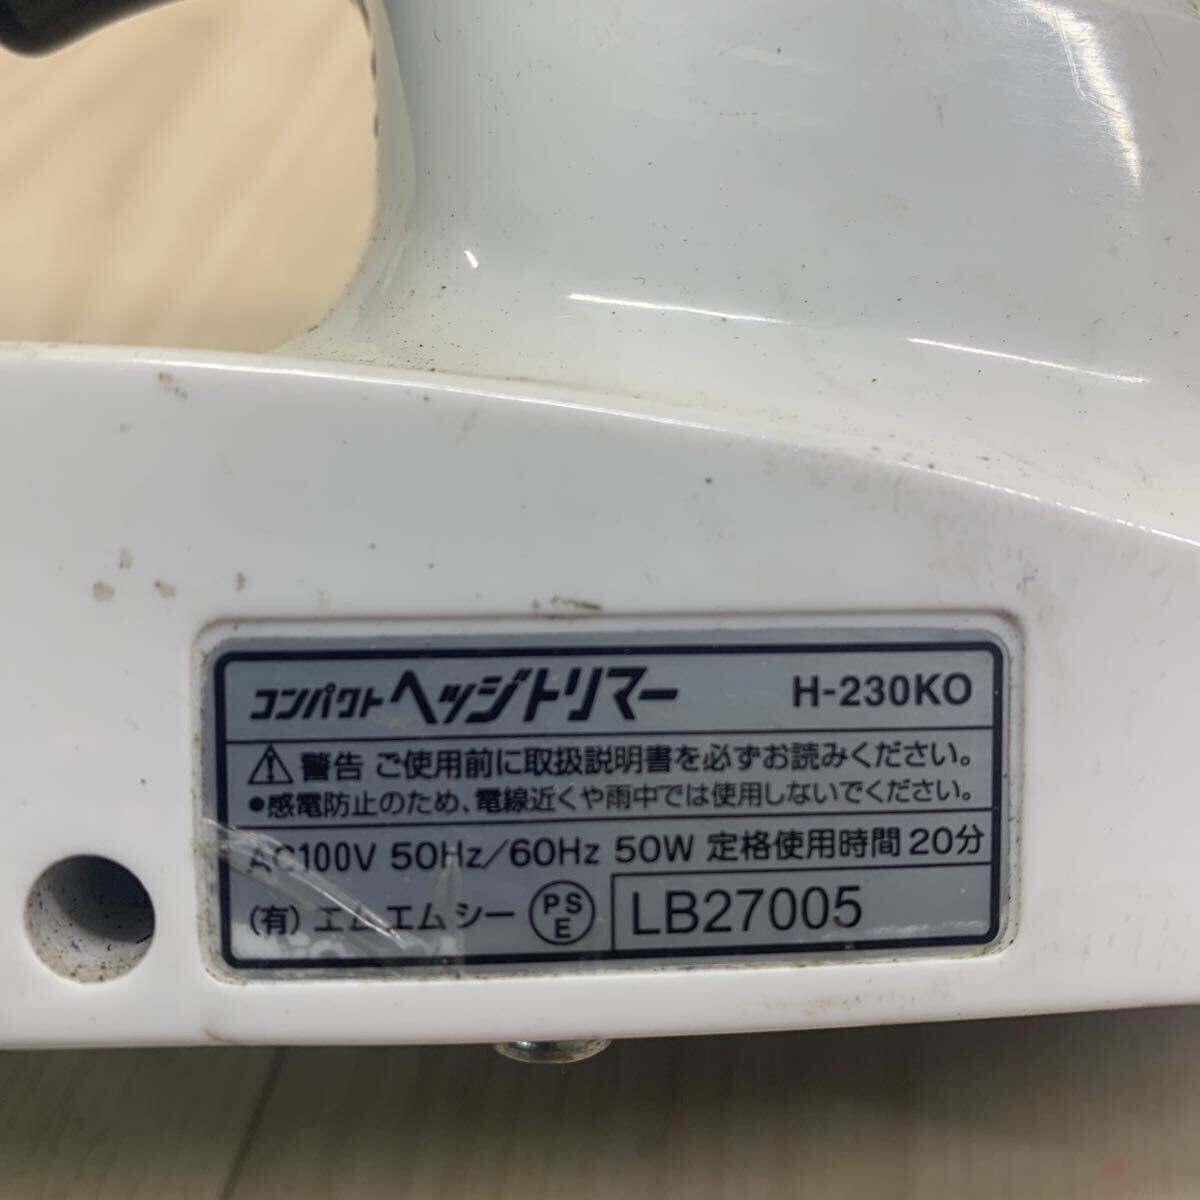 コンパクトヘッジトリマー H-230KO
⚠警告 ご使用前に取扱説明書を必ずお読みください。
●感電防止のため、電線近くや雨中では使用しないでください。
AC100V 50Hz/60Hz 50W 定格使用時間20分
(有)エムエムシー PSE LB27005